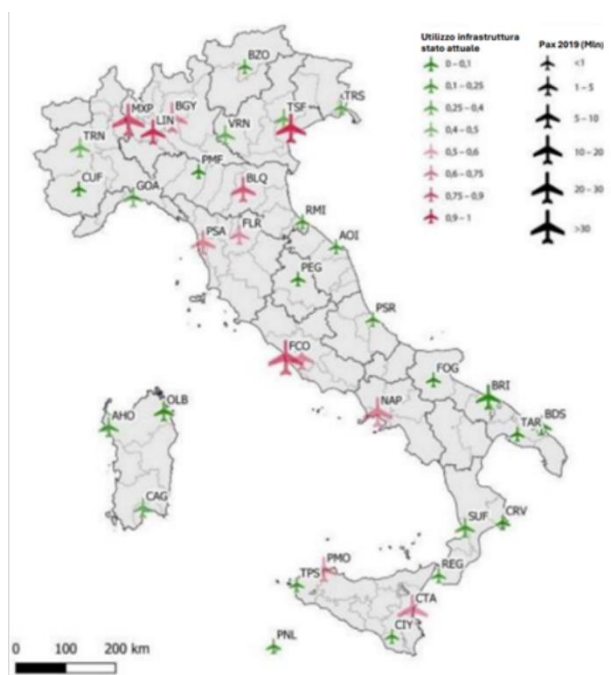 Utilizzo infrastruttura
stato attuale
0 – 0,1
0,1 – 0,25
0,25 – 0,4
0,4 – 0,5
0,5 – 0,6
0,6 – 0,75
0,75 – 0,9
0,9 – 1
Pax 2019 (Mln)
<1
1 - 5
5 - 10
10 - 20
20 - 30
>30
BZO
MXP
BGY
LIN
TSF
TRS
TRN
VRN
PMF
CUF
GOA
BLQ
RMI
PSA
FLR
AOI
PEG
PSR
FCO
FOG
BRI
NAP
TAR
BDS
OLB
AHO
CAG
SUF
CRV
PMO
REG
TPS
CTA
CIY
PNL
0 100 200 km